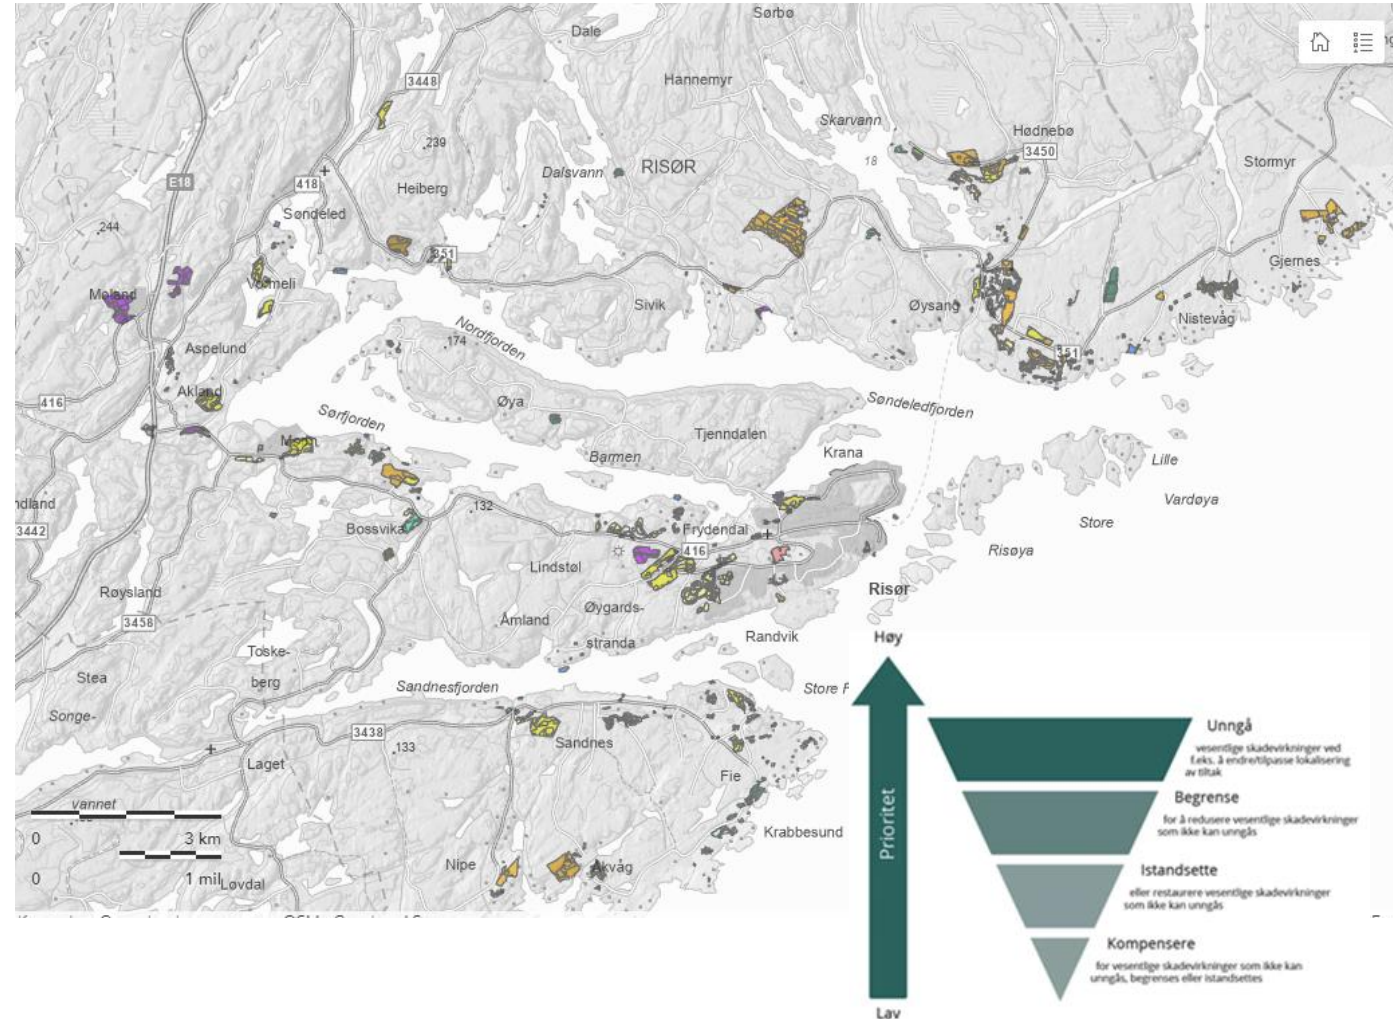 Sørbø
Dale
3448
Hannemyr
Skarvann
Hødnebø
239
18
3450
RISØR
Stormyr
E18
418
Heiberg
Dalsvann
4
Søndeled
244
351
Gjernes
Meland
Vormeli
Sivik
Øysang
Nistevåg
Nordfjorden
174
Aspelund
351
Akland
416
Øya
Sørfjorden
Søndeledfjorden
Tjenndalen
Krana
Barmen
Lille
Vardøya
132
3442
Bossvika
Frydendal
Store
416
Risøya
Lindstøl
Røysland
Risør
Øygards-
Åmland
3458
stranda
Randvik
Høy
Toske-
berg
Stea
Sandnesfjorden
Store F
Songe-
Unngå
vesentlige skadevirkninger ved
f.eks. å endre/tilpasse lokalisering
av tiltak
3438
133
Sandnes
Laget
Fie
Begrense
for å redusere vesentlige skadevirkninger
som ikke kan unngås
vannet
0
3 km
Krabbesund
Prioritet
Nipe
Akvåg
Istandsette
eller restaurere vesentlige skadevirkninger
som ikke kan unngås
0
1 mil
Løvdal
Kompensere
for vesentlige skadevirkninger som ikke kan
unngås, begrenses eller istandsettes
Lav